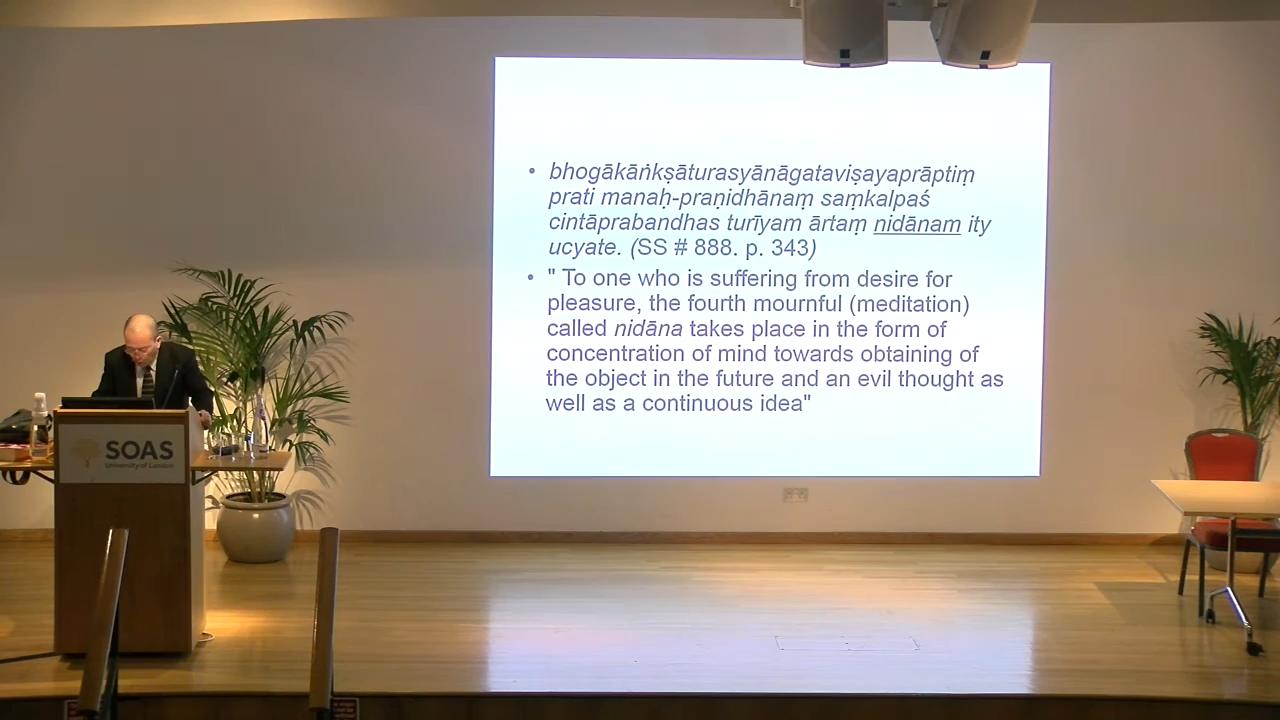 • bhogākāṅkṣāturasyānāgataviṣayaprāptiṃ
prati manaḥ-praṇidhānaṃ saṃkalpaś
cintāprabandhas turīyam ārtaṃ nidānam ity
ucyate. (SS # 888. p. 343)
• " To one who is suffering from desire for
pleasure, the fourth mournful (meditation)
called nidāna takes place in the form of
concentration of mind towards obtaining of
the object in the future and an evil thought as
well as a continuous idea"
SOAS
University of London